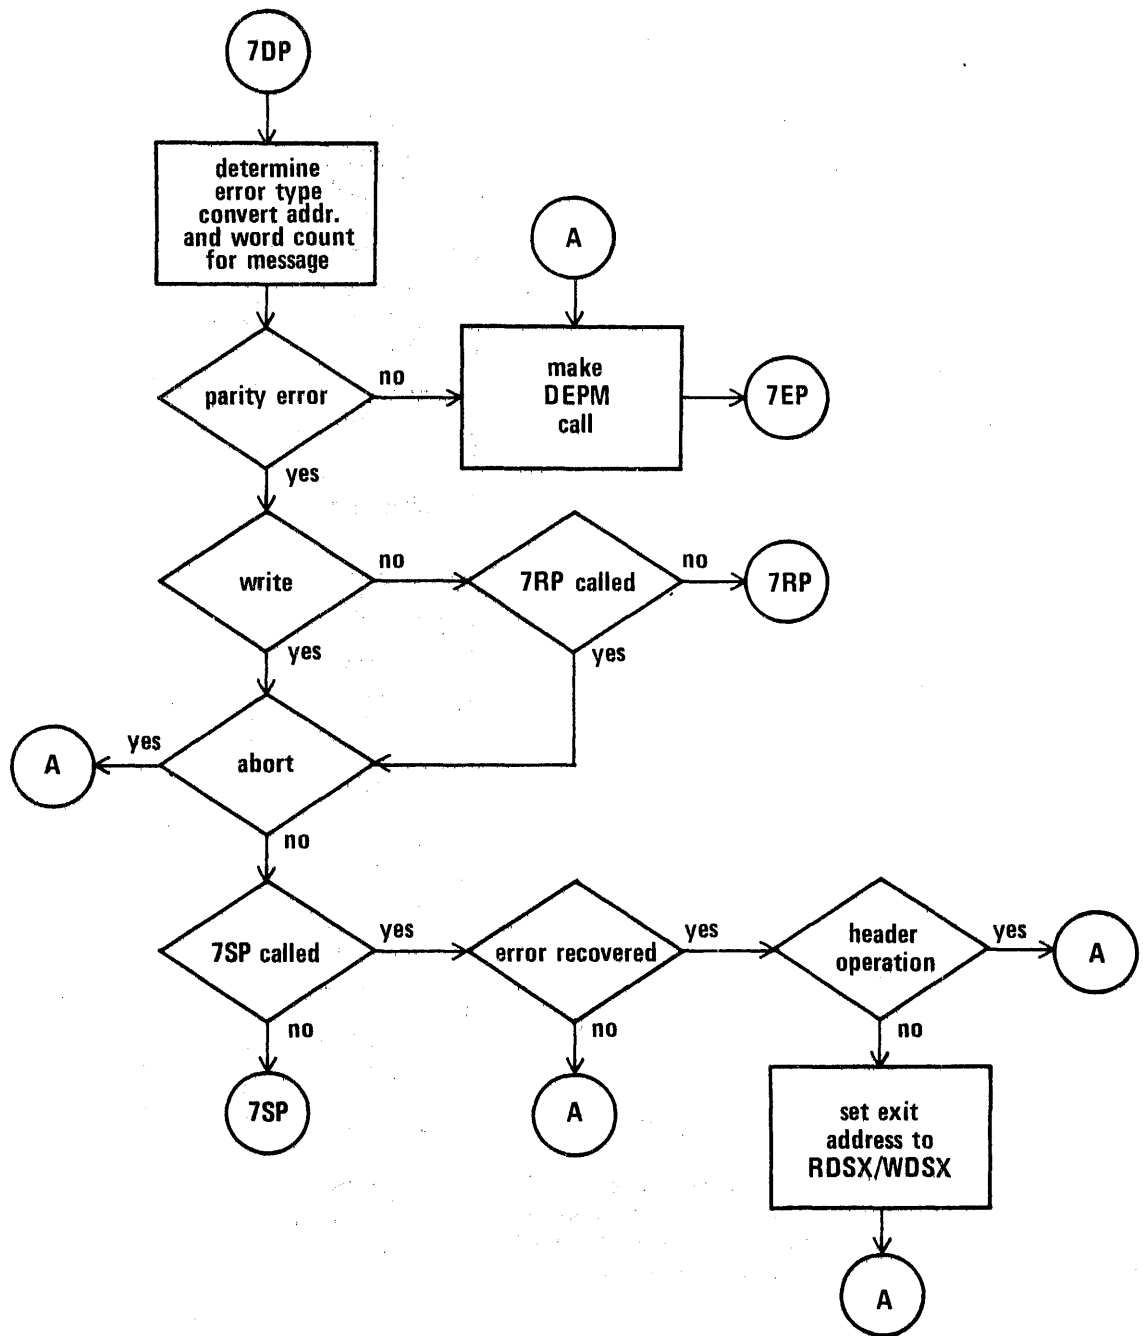 7DP
determine
error type
convert addr.
and word count
for message
A
make
DEPM
call
7EP
parity error
no
yes
write
no
7RP called
no
7RP
yes
yes
A
yes
abort
no
7SP called
yes
error recovered
yes
header
operation
yes
A
no
no
no
7SP
A
set exit
address to
RDSX/WDSX
A